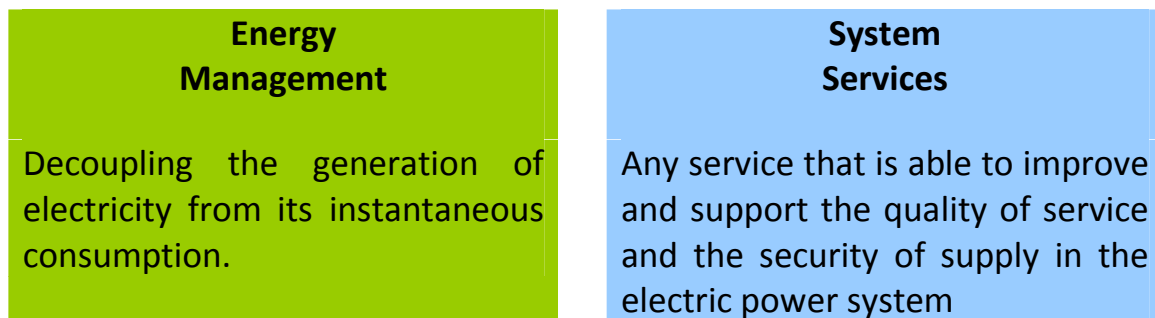 Energy
Management
Decoupling the generation of
electricity from its instantaneous
consumption.
System
Services
Any service that is able to improve
and support the quality of service
and the security of supply in the
electric power system